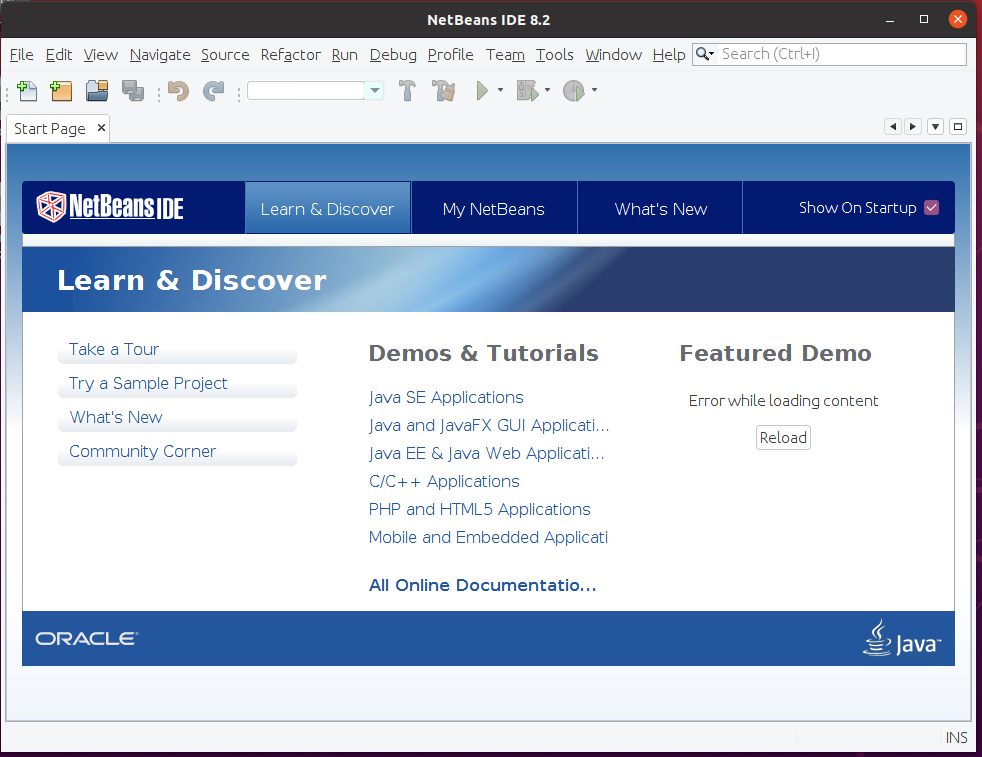 NetBeans IDE 8.2
File Edit View Navigate Source Refactor Run Debug Profile Team Tools Window Help Search (Ctrl+I)
Start Page
NetBeans IDE Learn & Discover My NetBeans What's New Show On Startup
Learn & Discover
Take a Tour
Try a Sample Project
What's New
Community Corner
Demos & Tutorials
Java SE Applications
Java and JavaFX GUI Applicati...
Java EE & Java Web Applicati...
C/C++ Applications
PHP and HTML5 Applications
Mobile and Embedded Applicati
All Online Documentatio...
Featured Demo
Error while loading content
Reload
ORACLE Java
INS